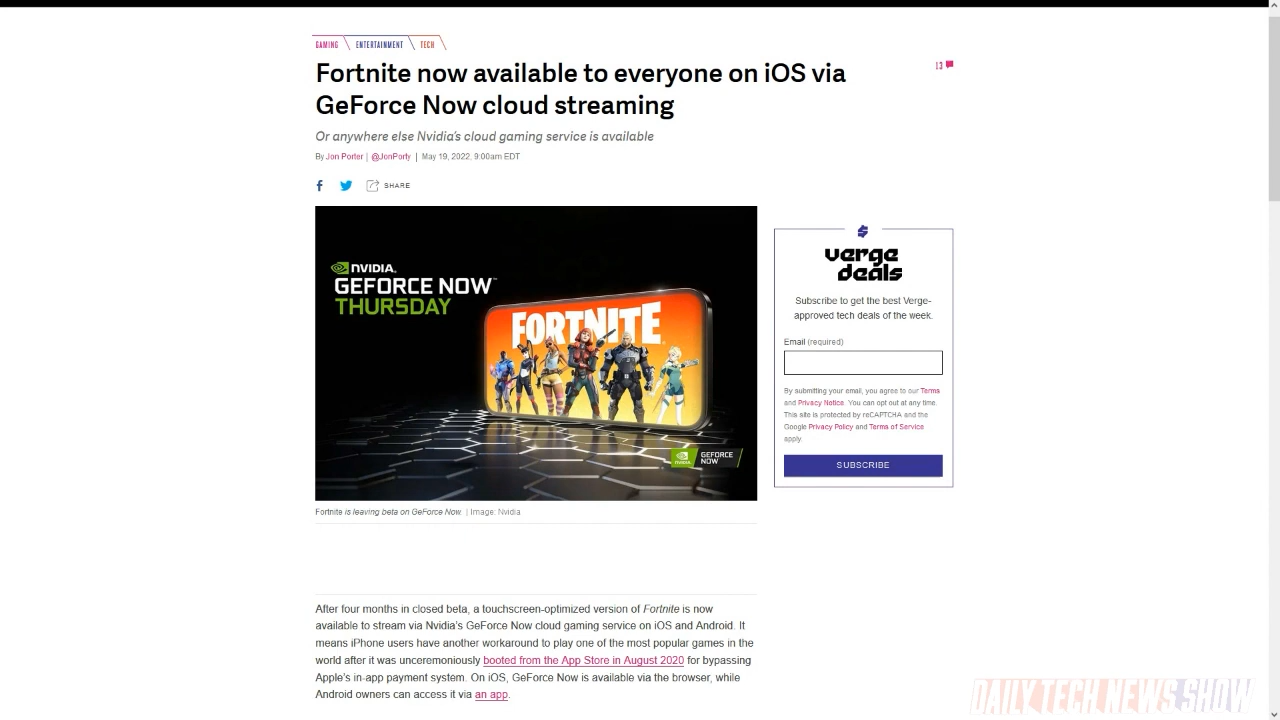 GAMING
ENTERTAINMENT
TECH
Fortnite now available to everyone on iOS via
GeForce Now cloud streaming
13
Or anywhere else Nvidia's cloud gaming service is available
By Jon Porter | @JonPorty | May 19, 2022, 9:00am EDT
SHARE
NVIDIA.
GEFORCE NOW™
THURSDAY
FORTNITE
NVIDIA.
GEFORCE
NOW
Fortnite is leaving beta on GeForce Now. | Image: Nvidia
verge
deals
Subscribe to get the best Verge-
approved tech deals of the week.
Email (required)
By submitting your email, you agree to our Terms
and Privacy Notice. You can opt out at any time.
This site is protected by reCAPTCHA and the
Google Privacy Policy and Terms of Service
apply.
SUBSCRIBE
After four months in closed beta, a touchscreen-optimized version of Fortnite is now
available to stream via Nvidia's GeForce Now cloud gaming service on iOS and Android. It
means iPhone users have another workaround to play one of the most popular games in the
world after it was unceremoniously booted from the App Store in August 2020 for bypassing
Apple's in-app payment system. On iOS, GeForce Now is available via the browser, while
Android owners can access it via an app.
DAILY TECH NEWS SHOW